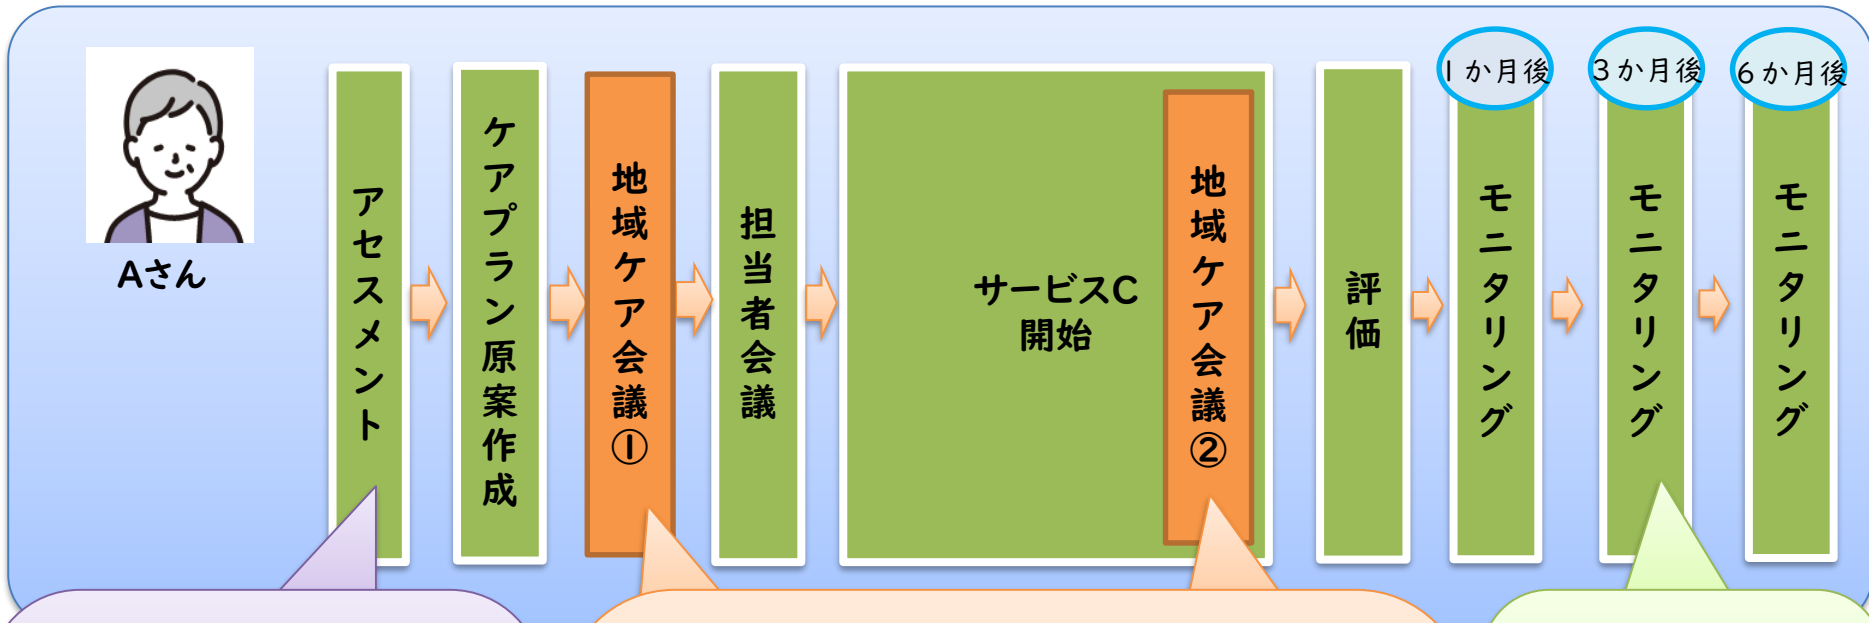 Aさん
アセスメント
ケアプラン原案作成
地域ケア会議①
担当者会議
サービスC
開始
地域ケア会議②
評価
1か月後
モニタリング
3か月後
モニタリング
6か月後
モニタリング